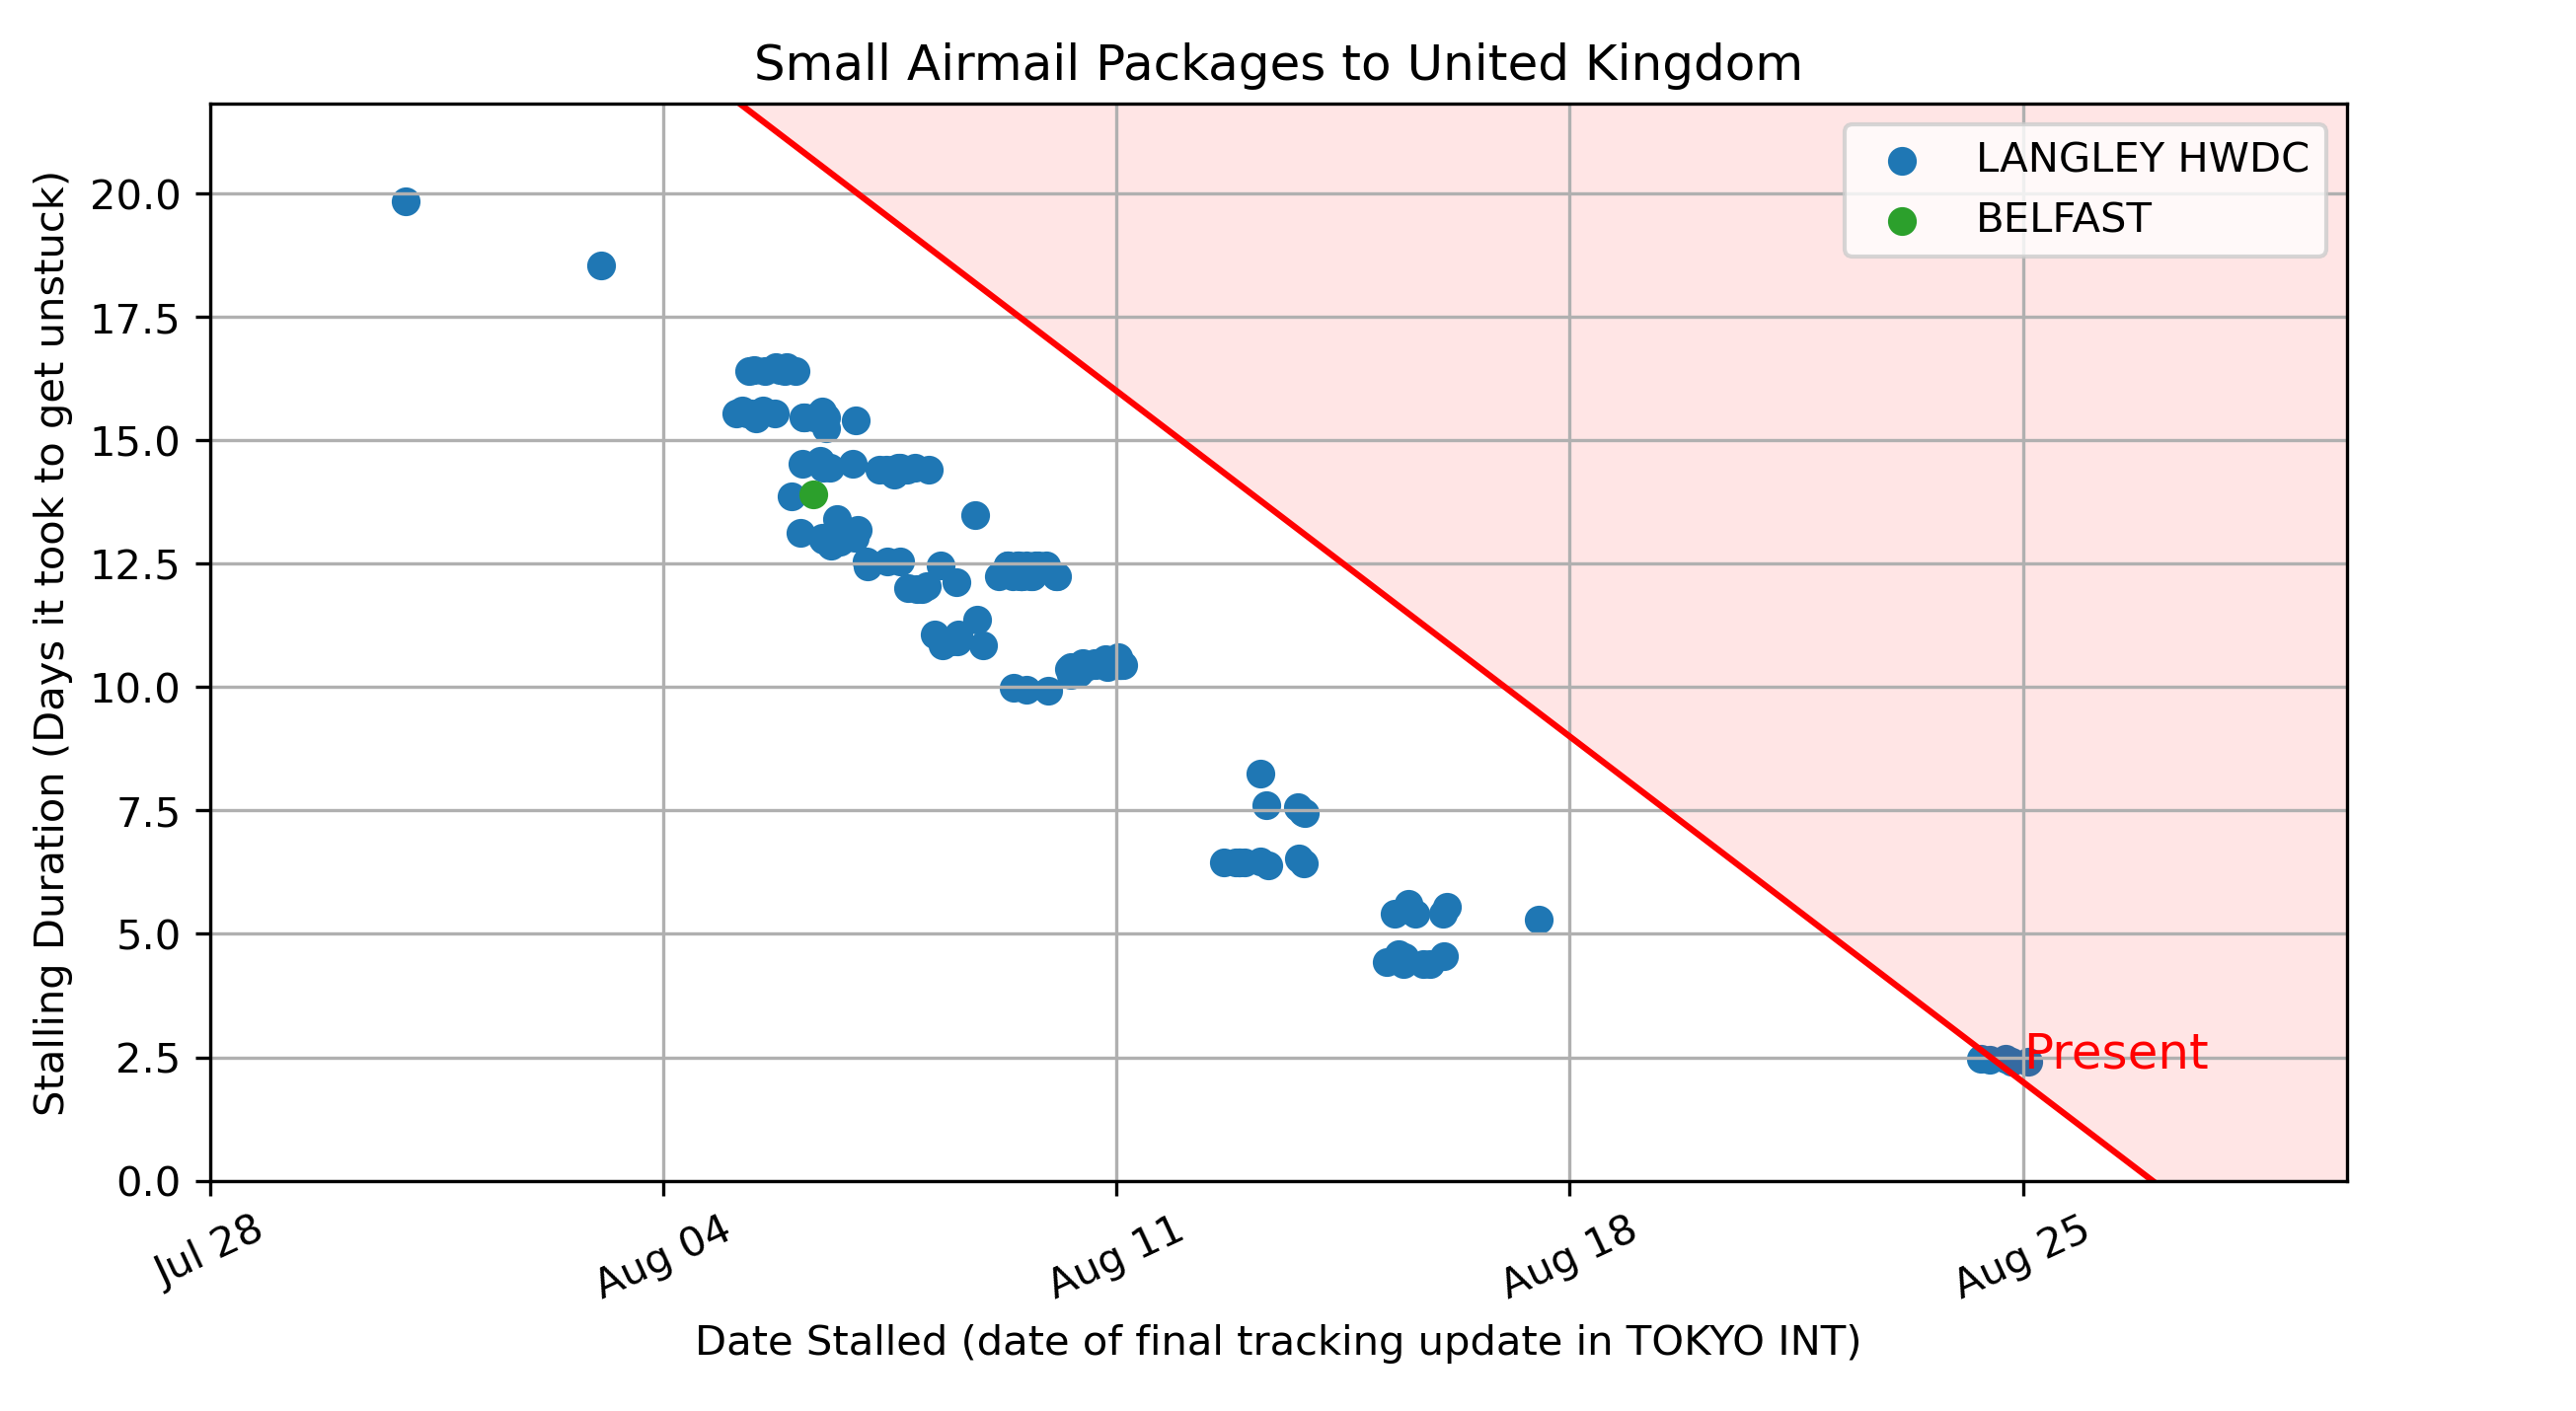 Small Airmail Packages to United Kingdom
LANGLEY HWDC
BELFAST
Stalling Duration (Days it took to get unstuck)
20.0
17.5
15.0
12.5
10.0
7.5
5.0
2.5
0.0
Present
Jul 28
Aug 04
Aug 11
Aug 18
Aug 25
Date Stalled (date of final tracking update in TOKYO INT)